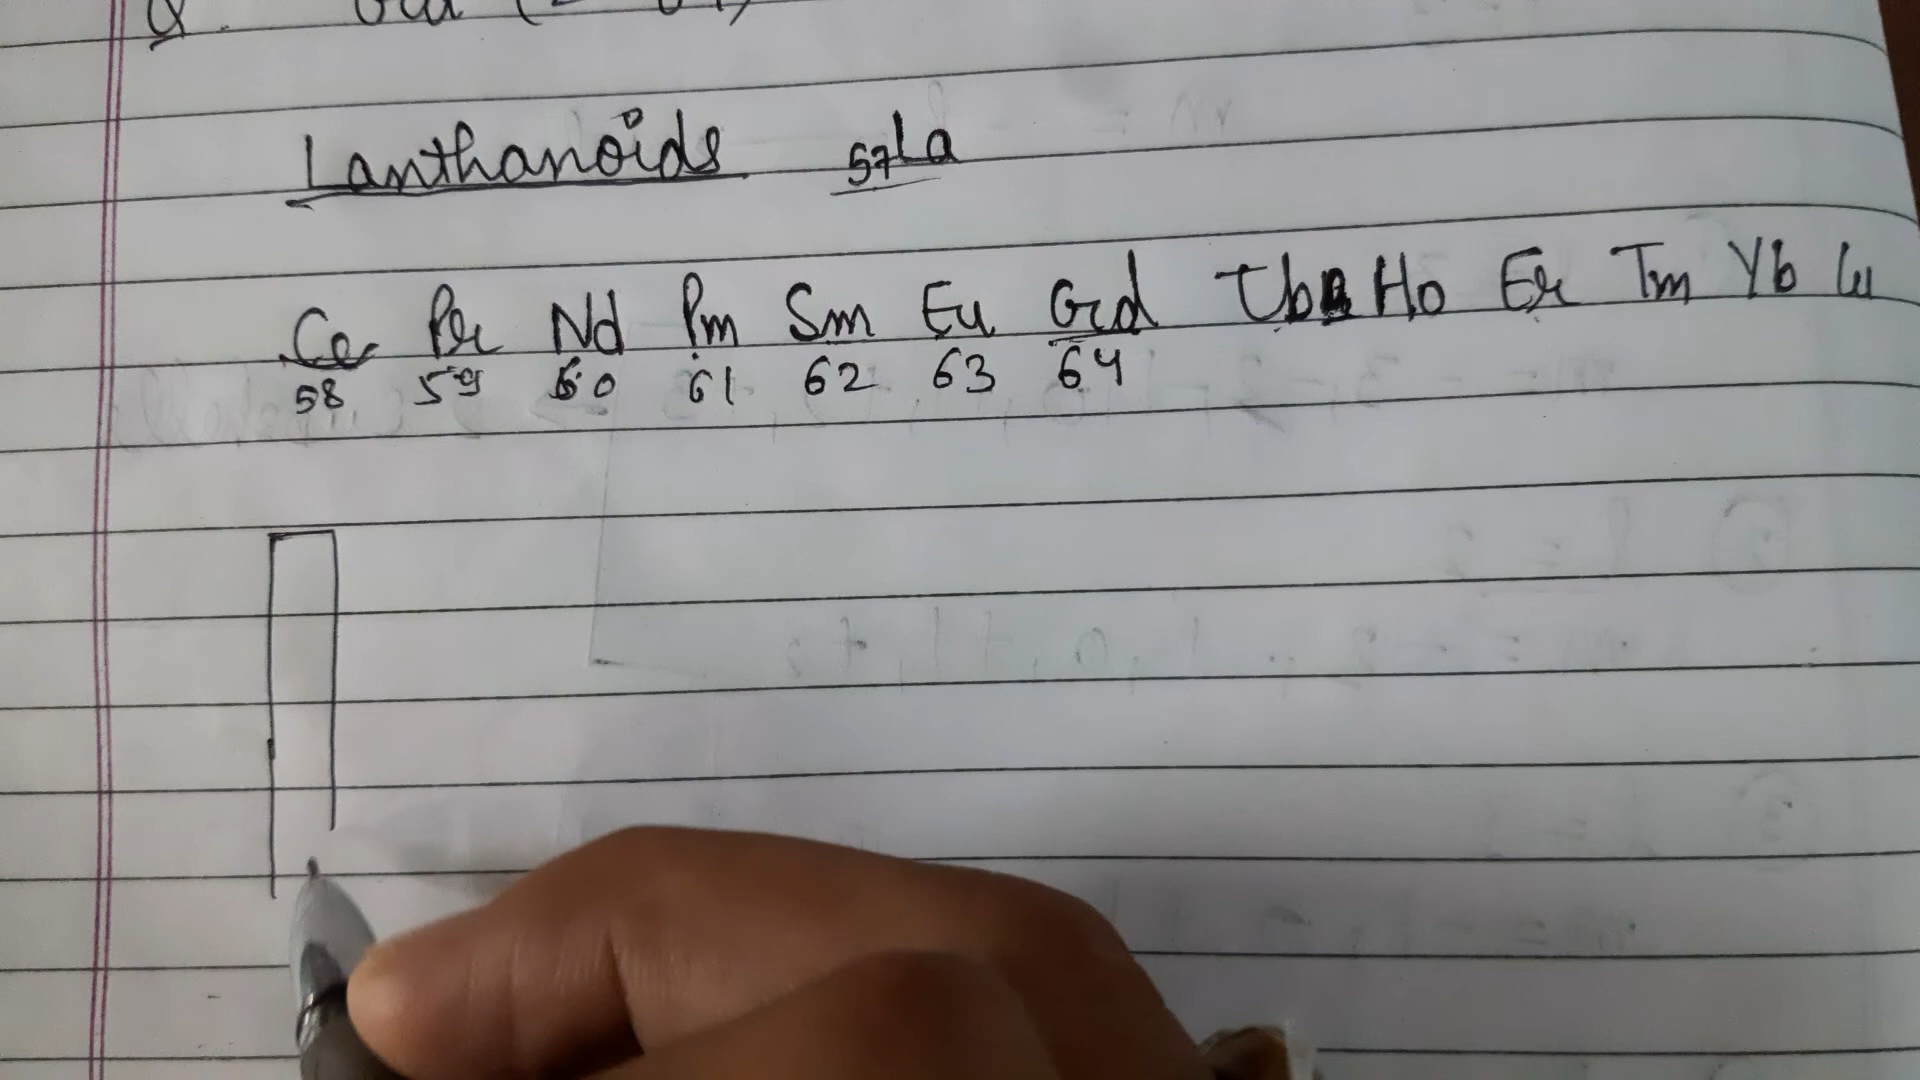 Q.
Lanthanoids 57La
Ce Pr Nd Pm Sm Eu Gd Tb Ho Er Tm Yb Lu
58 59 60 61 62 63 64